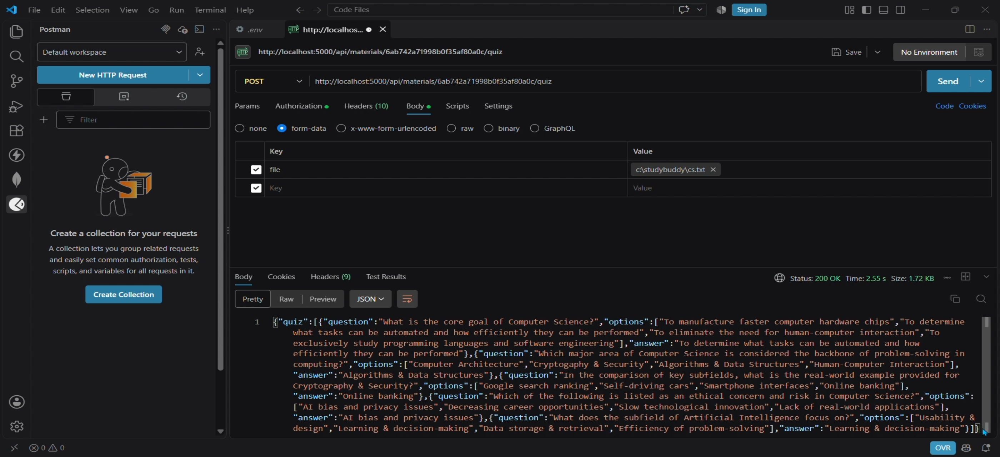 File Edit Selection View Go Run Terminal Help
Code Files
Sign In
Postman
.env
HTTP http://localhos...
Default workspace
HTTP http://localhost:5000/api/materials/6ab742a71998b0f35af80a0c/quiz
Save
No Environment
New HTTP Request
POST
http://localhost:5000/api/materials/6ab742a71998b0f35af80a0c/quiz
Send
Params Authorization Headers (10) Body Scripts Settings
Code Cookies
Filter
none form-data x-www-form-urlencoded raw binary GraphQL
Key Value
file c:\studybuddy\cs.txt
Key Value
Create a collection for your requests
A collection lets you group related requests
and easily set common authorization, tests,
scripts, and variables for all requests in it.
Create Collection
Body Cookies Headers (9) Test Results
Status: 200 OK Time: 2.55 s Size: 1.72 KB
Pretty Raw Preview JSON
1 {"quiz":[{"question":"What is the core goal of Computer Science?","options":["To manufacture faster computer hardware chips","To determine
what tasks can be automated and how efficiently they can be performed","To eliminate the need for human-computer interaction","To
exclusively study programming languages and software engineering"],"answer":"To determine what tasks can be automated and how
efficiently they can be performed"},{"question":"Which major area of Computer Science is considered the backbone of problem-solving in
computing?","options":["Computer Architecture","Cryptogaphy & Security","Algorithms & Data Structures","Human-Computer Interaction"],
"answer":"Algorithms & Data Structures"},{"question":"In the comparison of key subfields, what is the real-world example provided for
Cryptography & Security?","options":["Google search ranking","Self-driving cars","Smartphone interfaces","Online banking"],
"answer":"Online banking"},{"question":"Which of the following is listed as an ethical concern and risk in Computer Science?","options":
["AI bias and privacy issues","Decreasing career opportunities","Slow technological innovation","Lack of real-world applications"],
"answer":"AI bias and privacy issues"},{"question":"What does the subfield of Artificial Intelligence focus on?","options":["Usability &
design","Learning & decision-making","Data storage & retrieval","Efficiency of problem-solving"],"answer":"Learning & decision-making"}]}
0 0
OVR